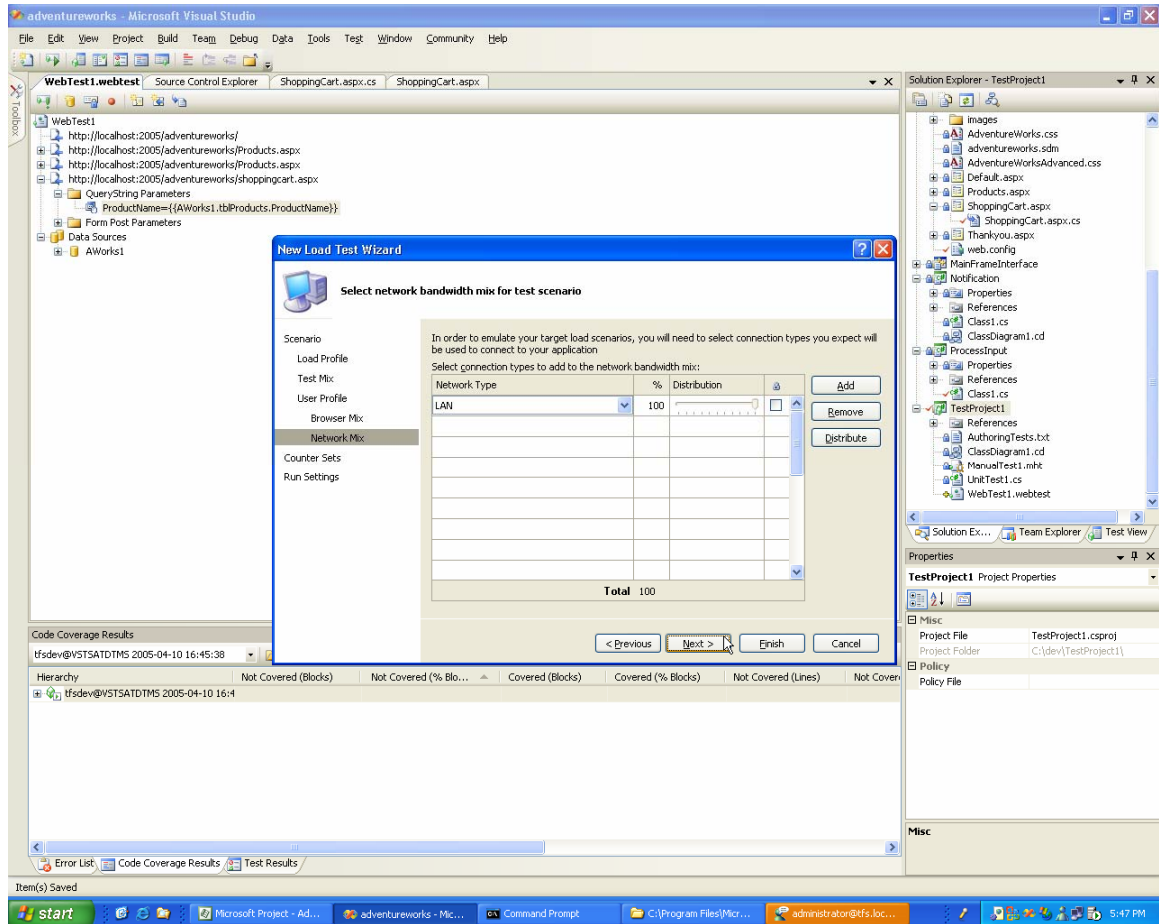 adventureworks - Microsoft Visual Studio
File Edit View Project Build Team Debug Data Tools Test Window Community Help
WebTest1.webtest Source Control Explorer ShoppingCart.aspx.cs ShoppingCart.aspx
Toolbox
WebTest1
http://localhost:2005/adventureworks/
http://localhost:2005/adventureworks/Products.aspx
http://localhost:2005/adventureworks/Products.aspx
http://localhost:2005/adventureworks/shoppingcart.aspx
QueryString Parameters
ProductName={{AWorks1.tblProducts.ProductName}}
Form Post Parameters
Data Sources
AWorks1
New Load Test Wizard
Select network bandwidth mix for test scenario
Scenario
Load Profile
Test Mix
User Profile
Browser Mix
Network Mix
Counter Sets
Run Settings
In order to emulate your target load scenarios, you will need to select connection types you expect will
be used to connect to your application
Select connection types to add to the network bandwidth mix:
Network Type % Distribution
LAN 100
Total 100
Add
Remove
Distribute
< Previous Next > Finish Cancel
Solution Explorer - TestProject1
images
AdventureWorks.css
adventureworks.sdm
AdventureWorksAdvanced.css
Default.aspx
Products.aspx
ShoppingCart.aspx
ShoppingCart.aspx.cs
Thankyou.aspx
web.config
MainFrameInterface
Notification
Properties
References
Class1.cs
ClassDiagram1.cd
ProcessInput
Properties
References
Class1.cs
TestProject1
References
AuthoringTests.txt
ClassDiagram1.cd
ManualTest1.mht
UnitTest1.cs
WebTest1.webtest
Solution Ex... Team Explorer Test View
Properties
TestProject1 Project Properties
Misc
Project File TestProject1.csproj
Project Folder C:\dev\TestProject1\
Policy
Policy File
Misc
Code Coverage Results
tfsdev@VSTSATDTMS 2005-04-10 16:45:38
Hierarchy Not Covered (Blocks) Not Covered (% Blo... Covered (Blocks) Covered (% Blocks) Not Covered (Lines) Not Cover
tfsdev@VSTSATDTMS 2005-04-10 16:4
Error List Code Coverage Results Test Results
Item(s) Saved
start Microsoft Project - Ad... adventureworks - Mic... Command Prompt C:\Program Files\Micr... administrator@tfs.loc... 5:47 PM